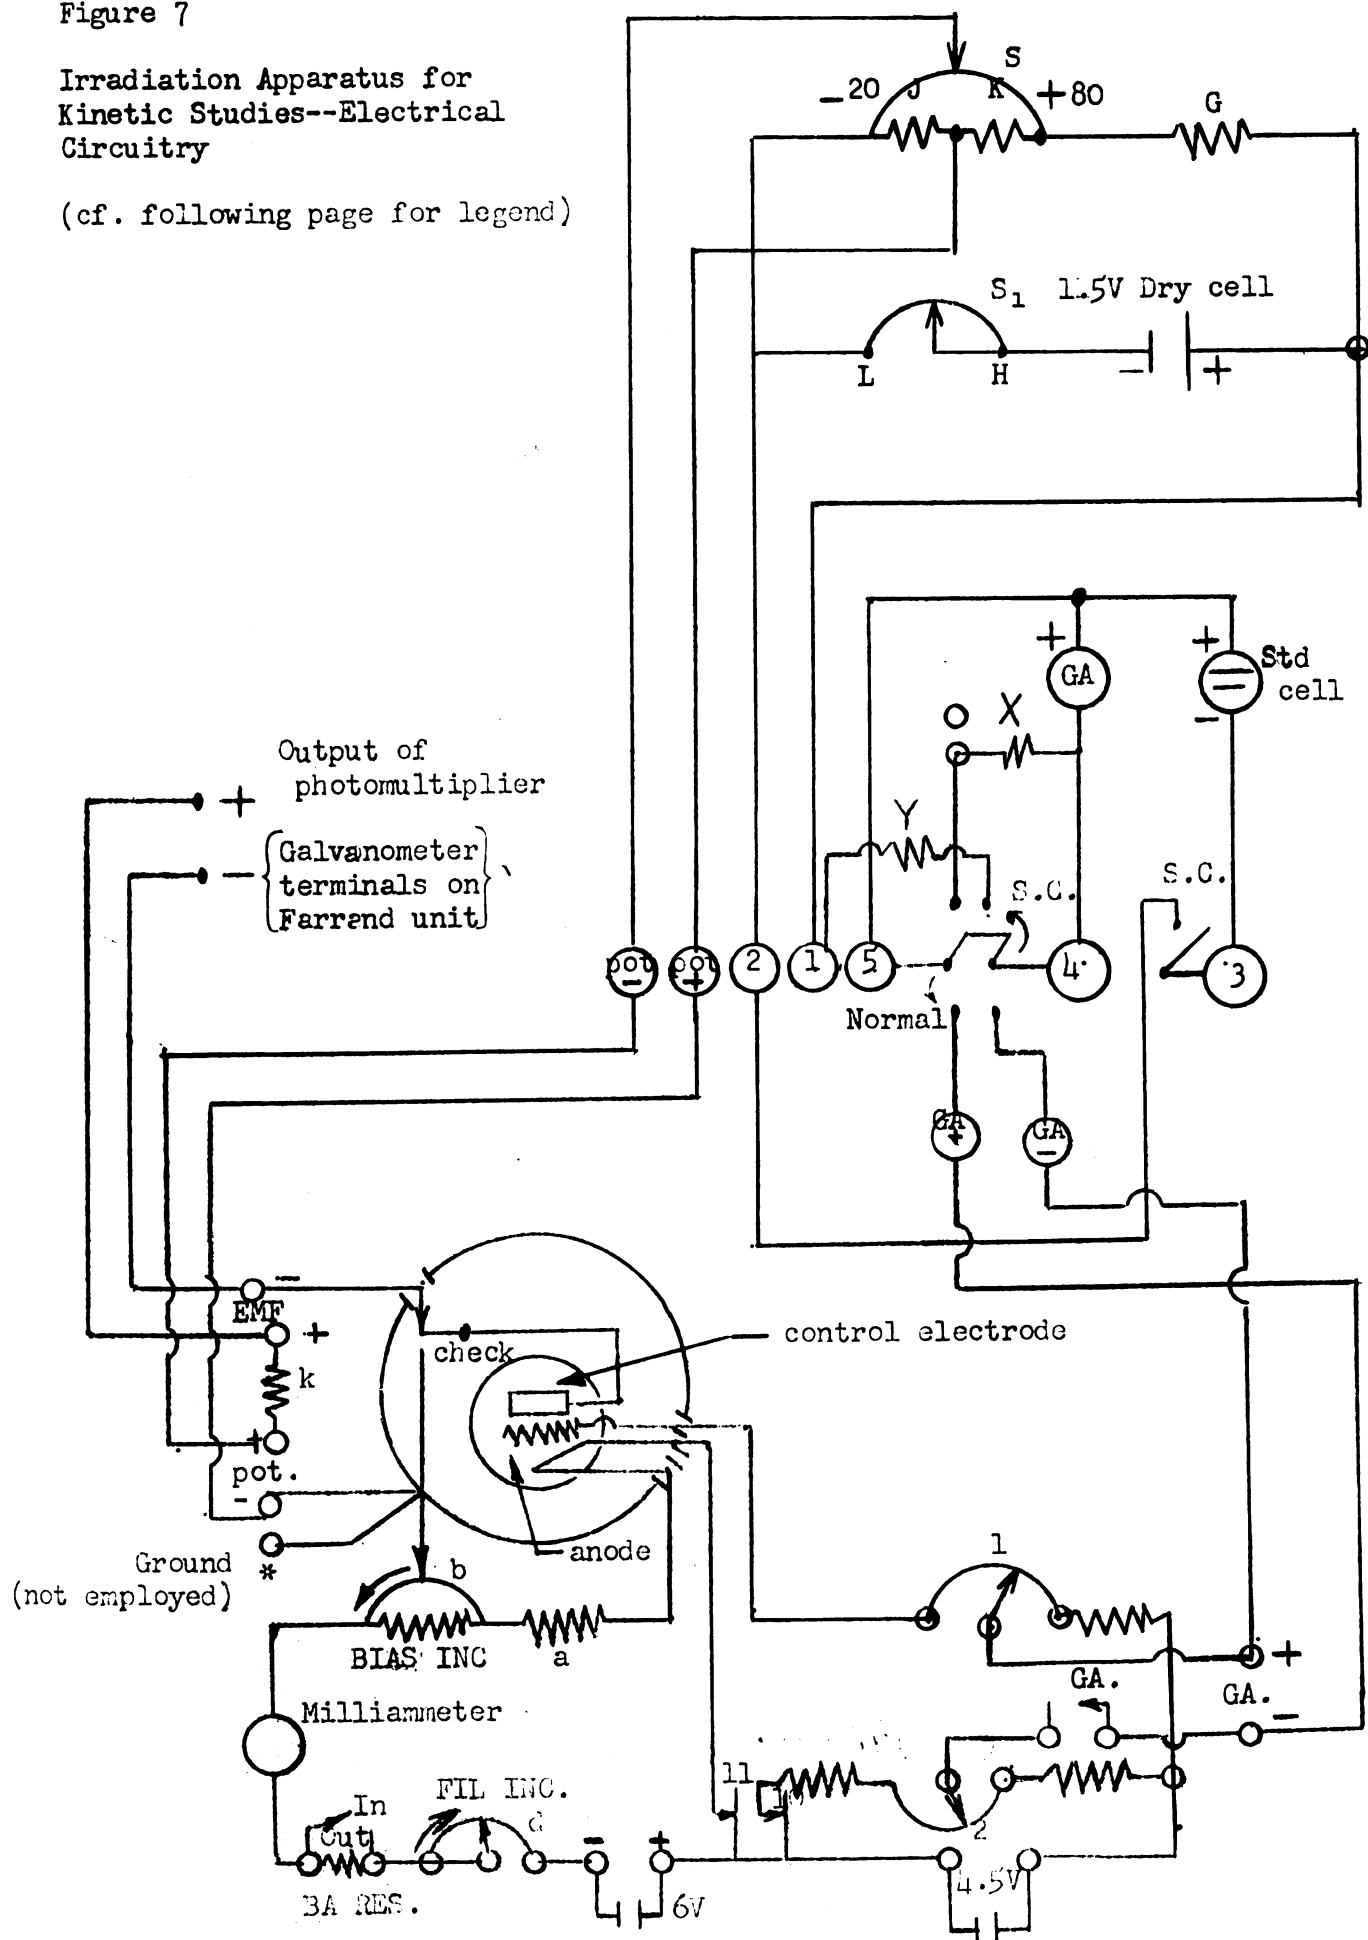 Figure 7
Irradiation Apparatus for
Kinetic Studies--Electrical
Circuitry
(cf. following page for legend)
S
-20 J K +80
G
S1 1.5V Dry cell
L H - +
+ +
GA
Std
cell
-
X
Y
Output of
photomultiplier
+
-
Galvanometer
terminals on
Farrand unit
S.C.
S.C.
pot
-
pot
+
2
1
5
4
3
Normal
GA
+
GA
-
-
EMF
+
check
control electrode
k
+
pot.
-
anode
Ground
*
(not employed)
b
BIAS INC
a
1
+
GA.
GA.
-
Milliammeter
11
2
In
Out
FIL INC.
d
- +
BA RES.
6V
4.5V